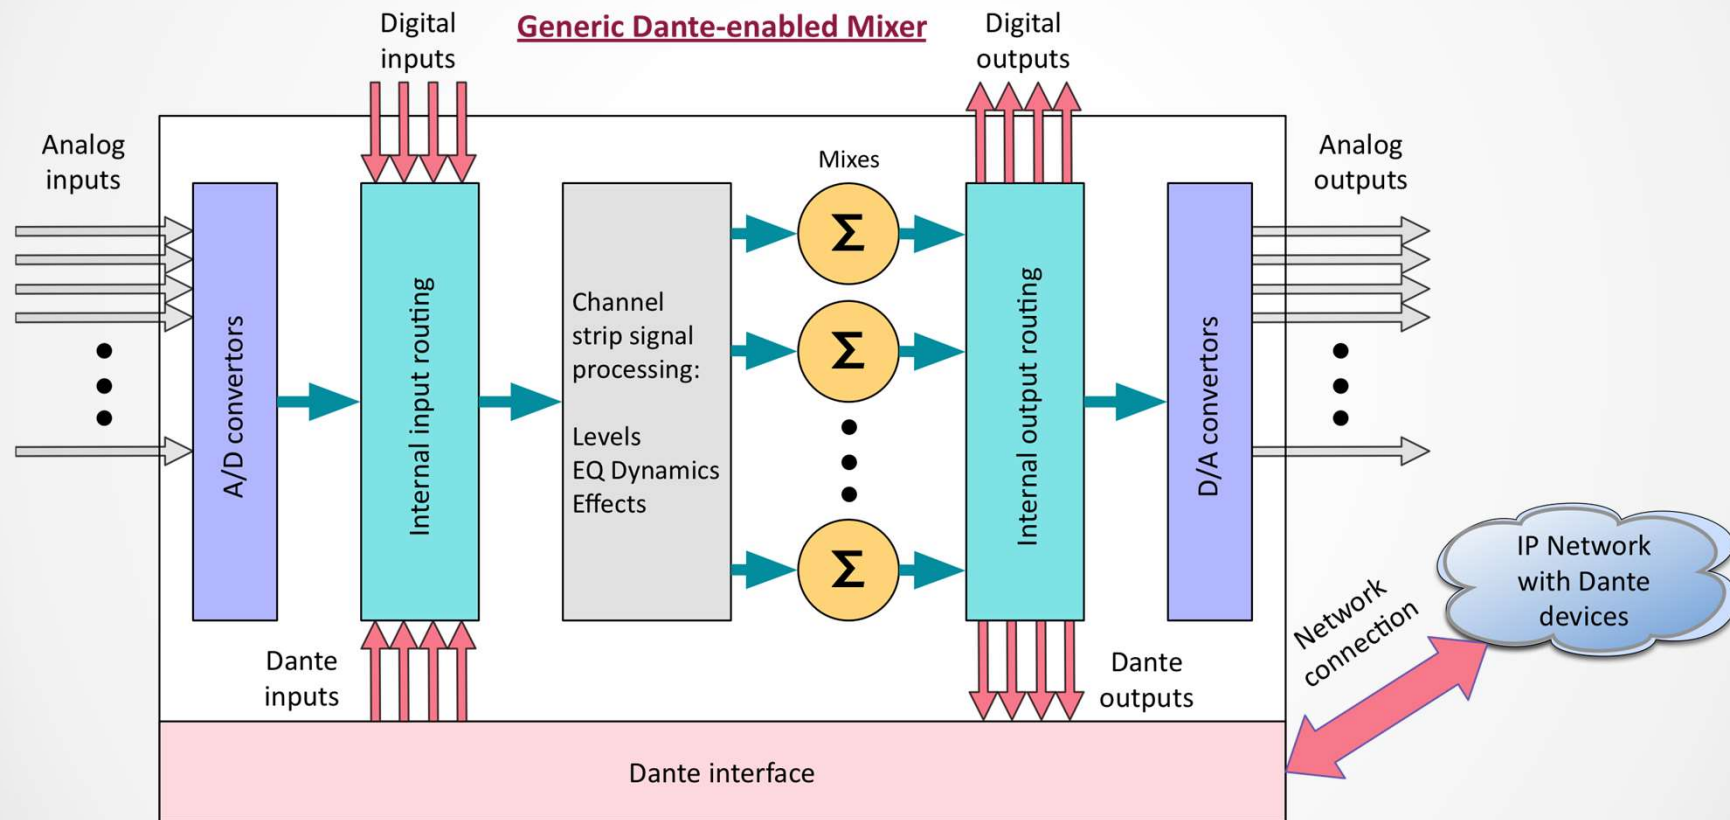 Generic Dante-enabled Mixer
Digital
inputs
Digital
outputs
Analog
inputs
Mixes
Analog
outputs
A/D convertors
Internal input routing
Channel
strip signal
processing:
Levels
EQ Dynamics
Effects
Σ
Σ
Σ
Internal output routing
D/A convertors
IP Network
with Dante
devices
Network
connection
Dante
inputs
Dante
outputs
Dante interface